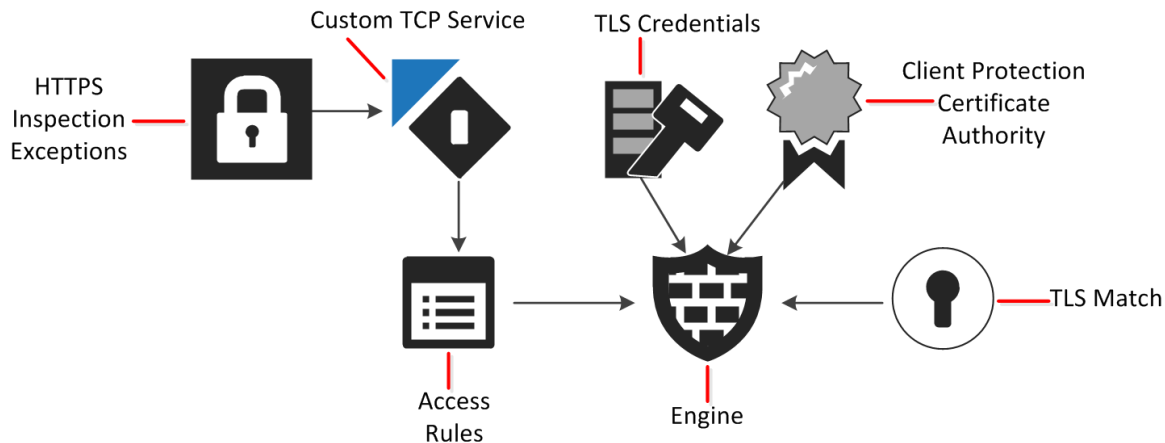 Custom TCP Service
TLS Credentials
HTTPS
Inspection
Exceptions
Client Protection
Certificate
Authority
TLS Match
Access
Rules
Engine